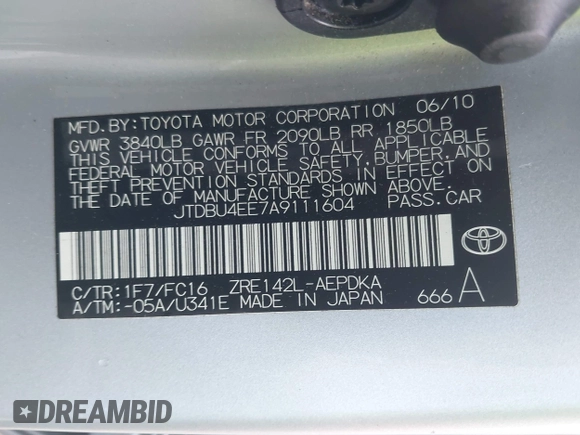 MFD.BY:TOYOTA MOTOR CORPORATION 06/10
GVWR 3840LB GAWR FR 2090LB RR 1850LB
THIS VEHICLE CONFORMS TO ALL APPLICABLE
FEDERAL MOTOR VEHICLE SAFETY, BUMPER, AND
THEFT PREVENTION STANDARDS IN EFFECT ON
THE DATE OF MANUFACTURE SHOWN ABOVE.
JTDBU4EE7A9111604 PASS.CAR
C/TR:1F7/FC16 ZRE142L-AEPDKA
A/TM:-05A/U341E MADE IN JAPAN 666 A
DREAMBID